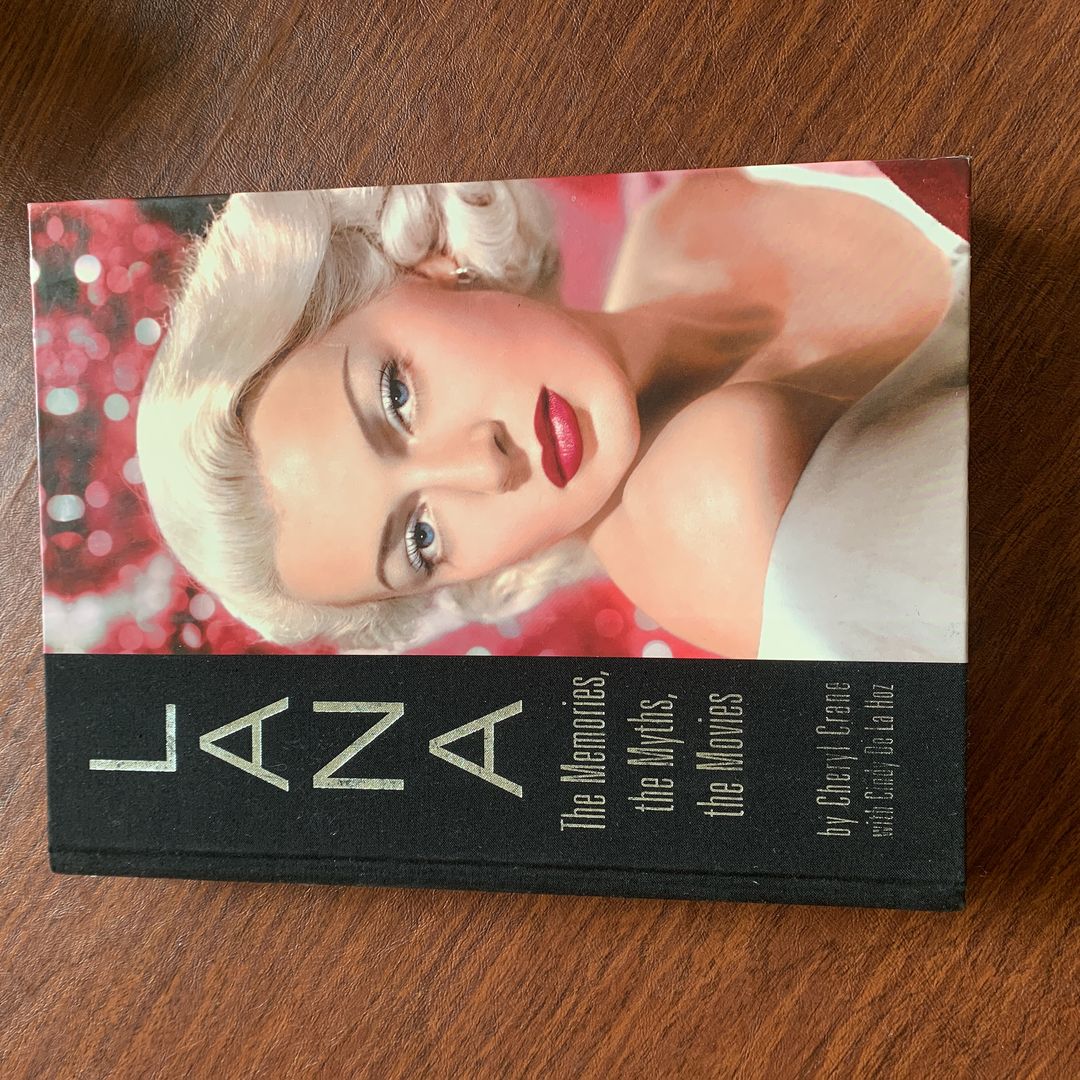 LANA
The Memories,
the Myths,
the Movies
by Cheryl Crane
with Cindy De La Hoz